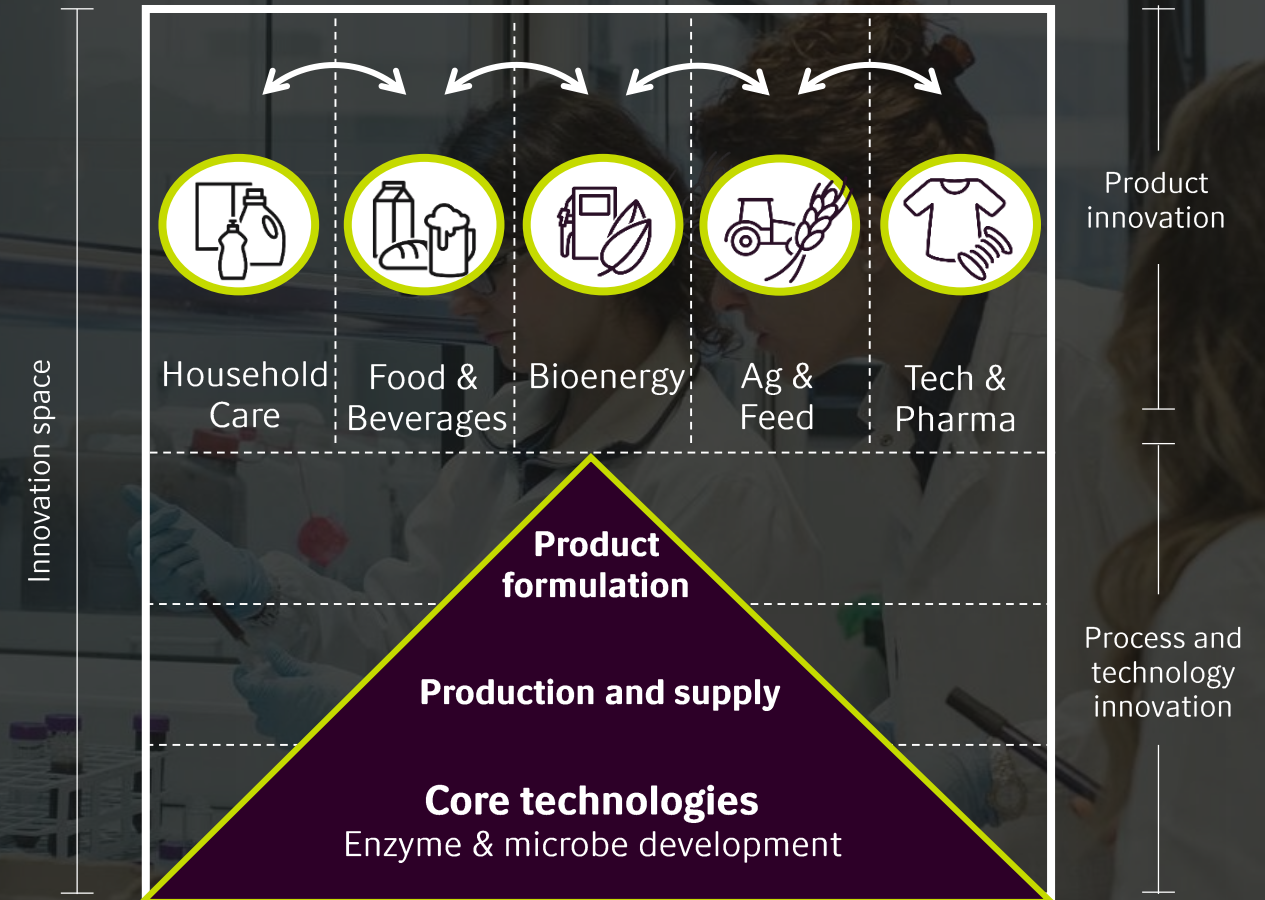 Household
Care
Food &
Beverages
Bioenergy
Ag &
Feed
Tech &
Pharma
Product
innovation
Innovation space
Product
formulation
Production and supply
Core technologies
Enzyme & microbe development
Process and
technology
innovation